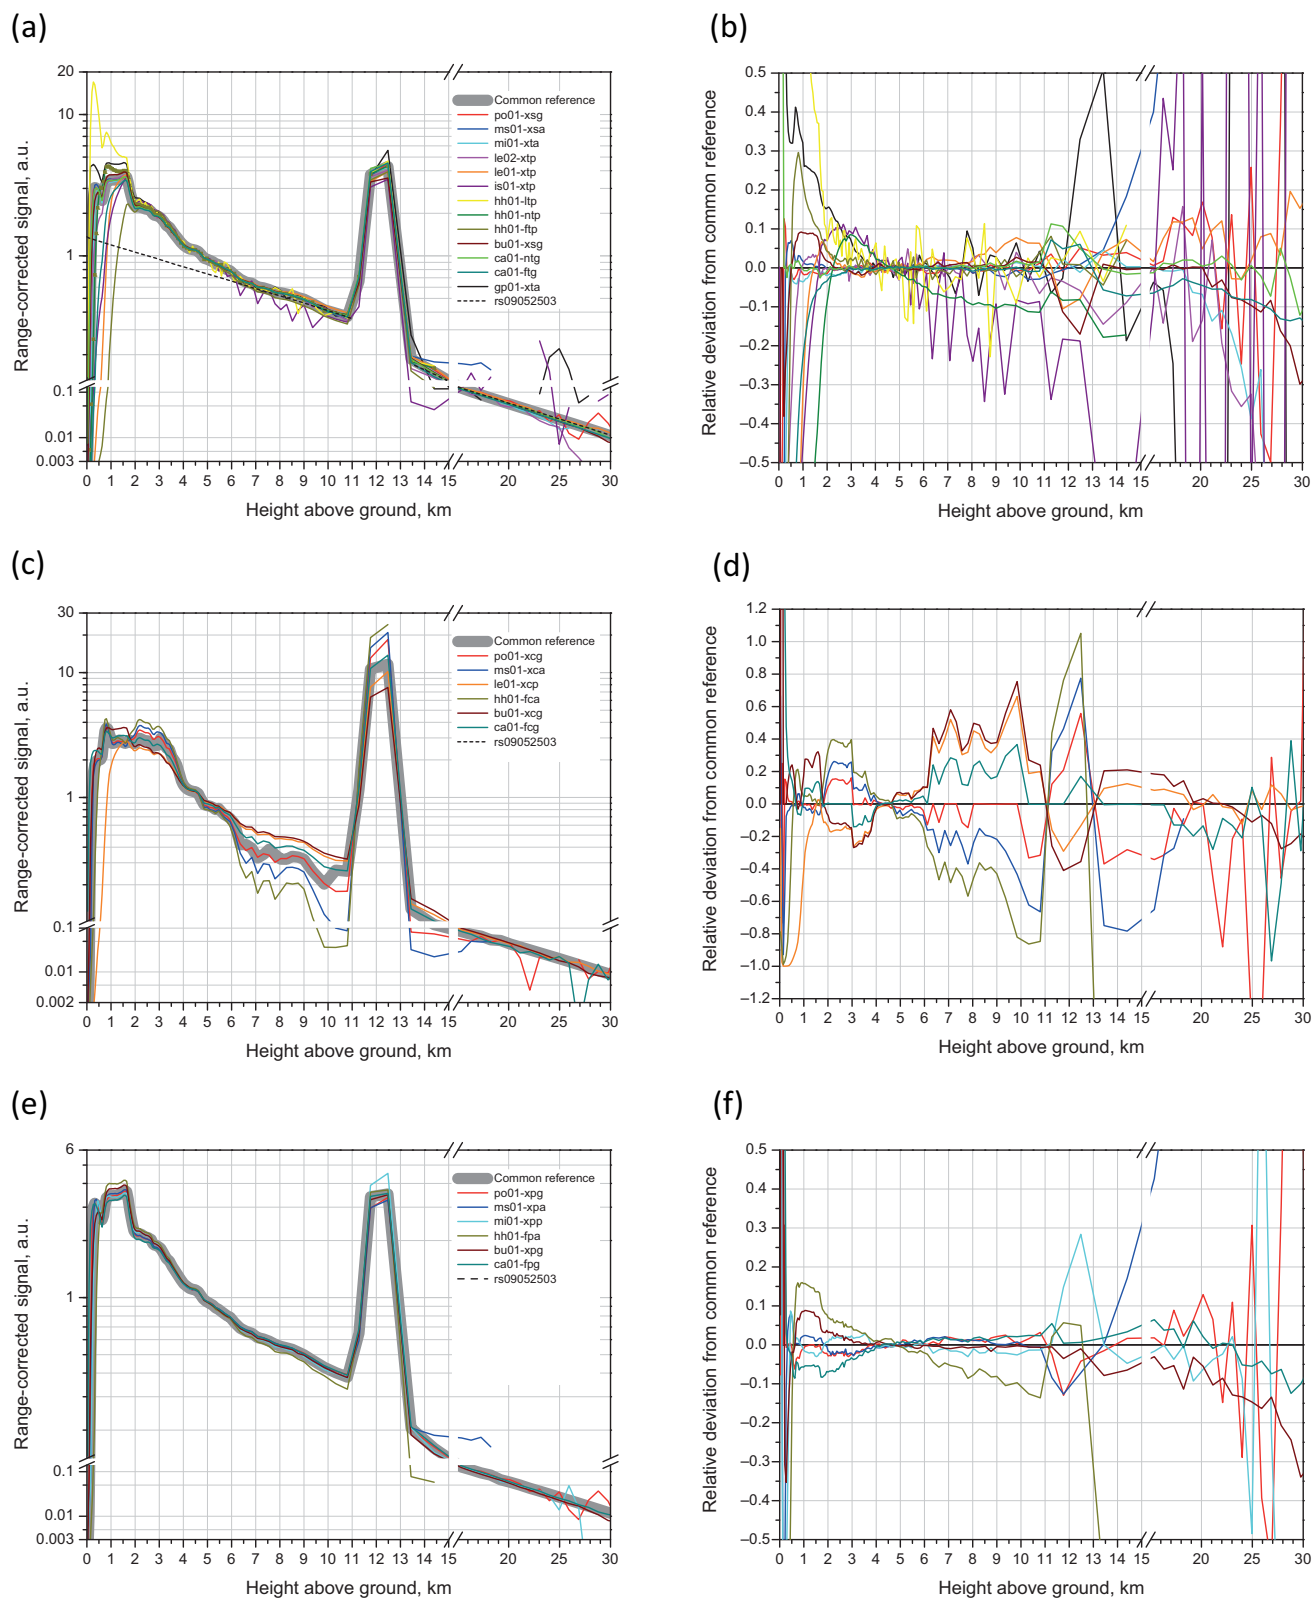 (a)
Range-corrected signal, a.u.
20
10
1
0.1
0.01
0.003
0 1 2 3 4 5 6 7 8 9 10 11 12 13 14 15 20 25 30
Height above ground, km
Common reference
po01-xsg
ms01-xsa
mi01-xta
le02-xtp
le01-xtp
is01-xtp
hh01-ltp
hh01-ntp
hh01-ftp
bu01-xsg
ca01-ntg
ca01-ftg
gp01-xta
rs09052503
(b)
Relative deviation from common reference
0.5
0.4
0.3
0.2
0.1
0.0
–0.1
–0.2
–0.3
–0.4
–0.5
0 1 2 3 4 5 6 7 8 9 10 11 12 13 14 15 20 25 30
Height above ground, km
(c)
Range-corrected signal, a.u.
30
10
1
0.1
0.01
0.002
0 1 2 3 4 5 6 7 8 9 10 11 12 13 14 15 20 25 30
Height above ground, km
Common reference
po01-xcg
ms01-xca
le01-xcp
hh01-fca
bu01-xcg
ca01-fcg
rs09052503
(d)
Relative deviation from common reference
1.2
1.0
0.8
0.6
0.4
0.2
0.0
–0.2
–0.4
–0.6
–0.8
–1.0
–1.2
0 1 2 3 4 5 6 7 8 9 10 11 12 13 14 15 20 25 30
Height above ground, km
(e)
Range-corrected signal, a.u.
6
1
0.1
0.01
0.003
0 1 2 3 4 5 6 7 8 9 10 11 12 13 14 15 20 25 30
Height above ground, km
Common reference
po01-xpg
ms01-xpa
mi01-xpp
hh01-fpa
bu01-xpg
ca01-fpg
rs09052503
(f)
Relative deviation from common reference
0.5
0.4
0.3
0.2
0.1
0.0
–0.1
–0.2
–0.3
–0.4
–0.5
0 1 2 3 4 5 6 7 8 9 10 11 12 13 14 15 20 25 30
Height above ground, km